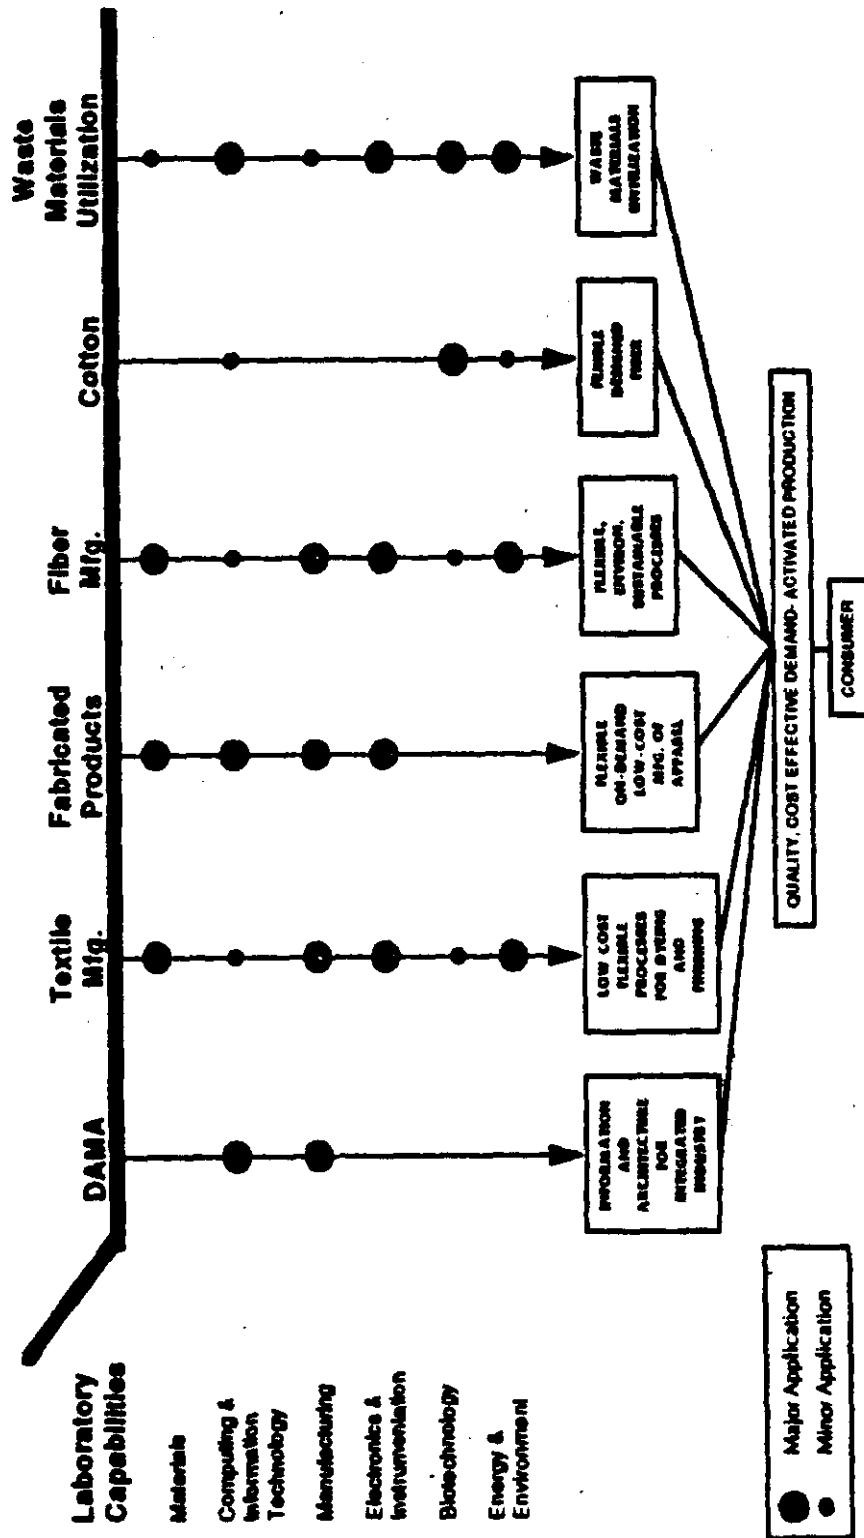 Laboratory
Capabilities
DAMA
Textile
Mfg.
Fabricated
Products
Fiber
Mfg.
Cotton
Waste
Materials
Utilization
Materials
Computing &
Information
Technology
Manufacturing
Electronics &
Instrumentation
Biotechnology
Energy &
Environment
INFORMATION
AND
ARCHITECTURE
FOR
INTEGRATED
INDUSTRY
LOW COST
FLEXIBLE
PROCESSES
FOR DYEING
AND
FINISHING
FLEXIBLE
ON-DEMAND
LOW-COST
MFG. OF
APPAREL
FLEXIBLE,
ENVIRON.
SUSTAINABLE
PROCESSES
FLEXIBLE
DEMAND
FIBER
WASTE
MATERIALS
UTILIZATION
QUALITY, COST EFFECTIVE DEMAND- ACTIVATED PRODUCTION
CONSUMER
Major Application
Minor Application